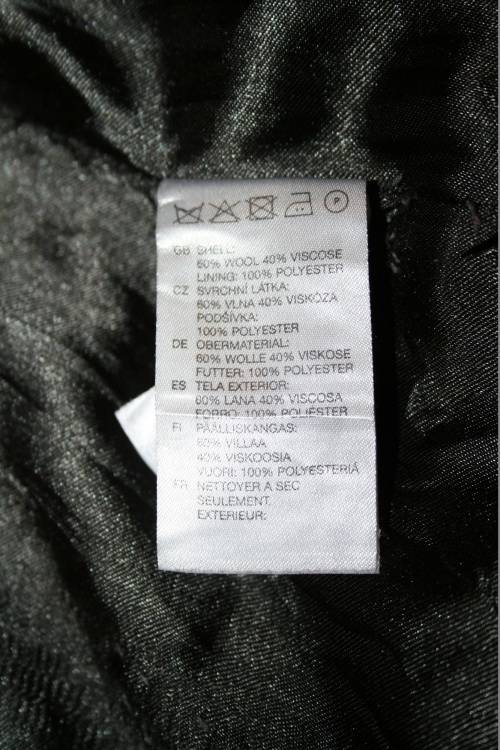 GB SHELL:
60% WOOL 40% VISCOSE
LINING: 100% POLYESTER
CZ SVRCHNÍ LÁTKA:
60% VLNA 40% VISKÓZA
PODŠÍVKA:
100% POLYESTER
DE OBERMATERIAL:
60% WOLLE 40% VISKOSE
FUTTER: 100% POLYESTER
ES TELA EXTERIOR:
60% LANA 40% VISCOSA
FORRO: 100% POLIÉSTER
FI PÄÄLLISKANGAS:
60% VILLAA
40% VISKOOSIA
VUORI: 100% POLYESTERIÄ
FR NETTOYER A SEC
SEULEMENT.
EXTERIEUR: